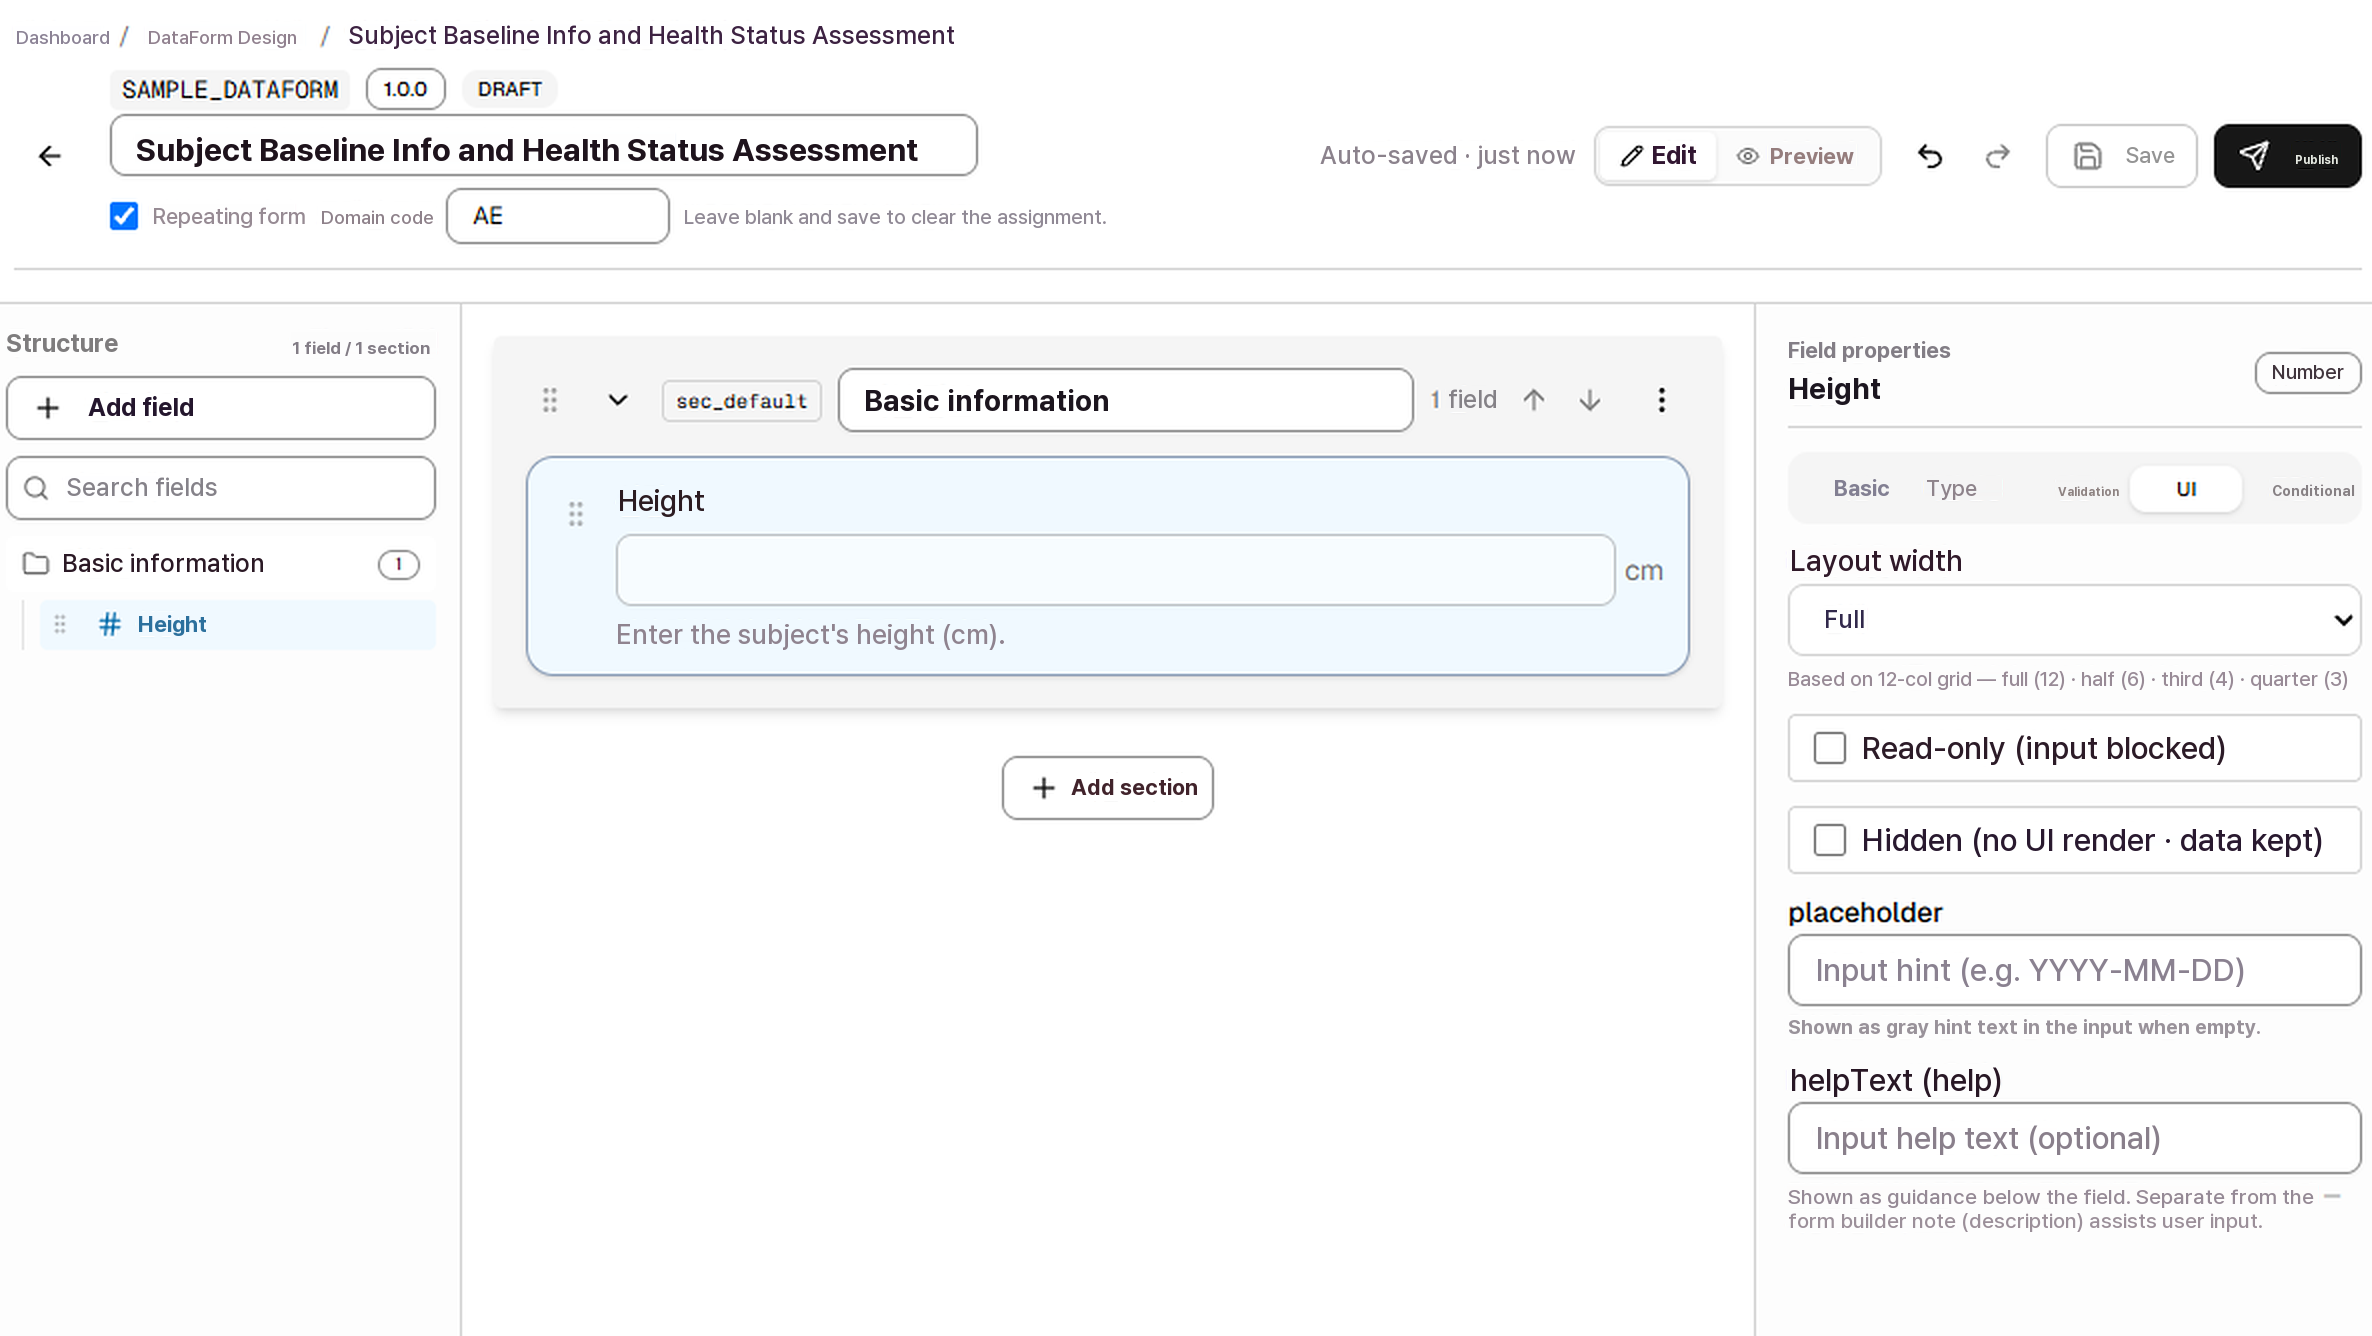 Dashboard / DataForm Design / Subject Baseline Info and Health Status Assessment
SAMPLE_DATAFORM 1.0.0 DRAFT
Subject Baseline Info and Health Status Assessment
Auto-saved · just now Edit Preview Save Publish
Repeating form Domain code AE Leave blank and save to clear the assignment.
Structure 1 field / 1 section
Add field
Search fields
Basic information 1
Height
sec_default Basic information 1 field
Height
cm
Enter the subject's height (cm).
Add section
Field properties
Height Number
Basic Type Validation UI Conditional
Layout width
Full
Based on 12-col grid — full (12) · half (6) · third (4) · quarter (3)
Read-only (input blocked)
Hidden (no UI render · data kept)
placeholder
Input hint (e.g. YYYY-MM-DD)
Shown as gray hint text in the input when empty.
helpText (help)
Input help text (optional)
Shown as guidance below the field. Separate from the —
form builder note (description) assists user input.